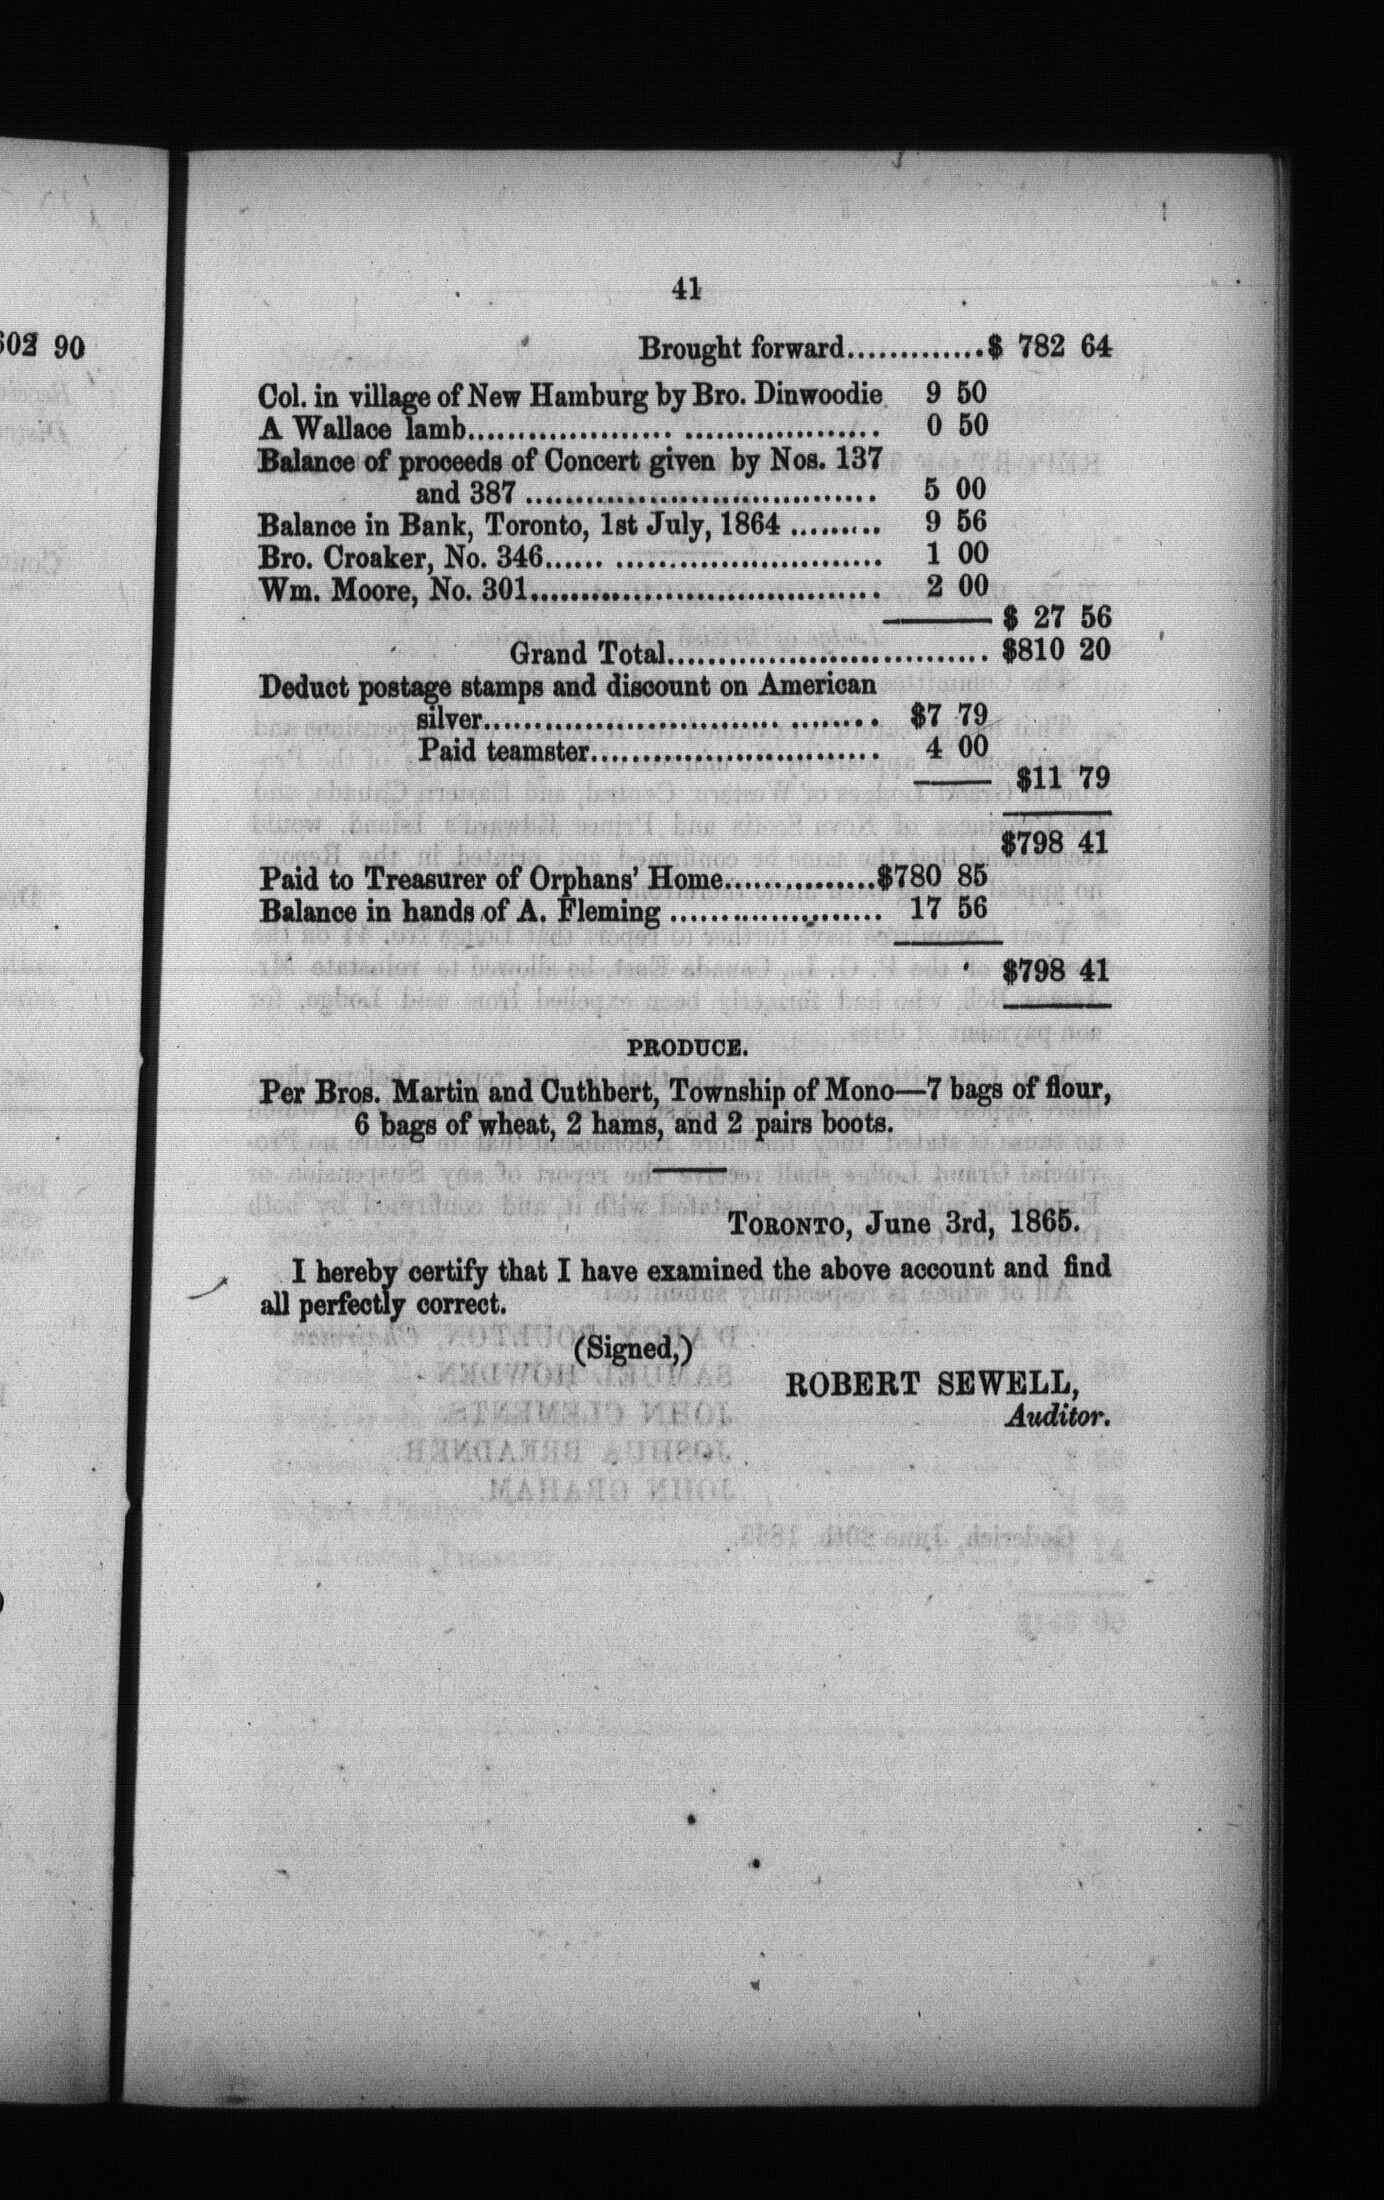 41
Brought forward.............$ 782 64
Col. in village of New Hamburg by Bro. Dinwoodie 9 50
A Wallace lamb.................... .................. 0 50
Balance of proceeds of Concert given by Nos. 137
and 387 .................................. 5 00
Balance in Bank, Toronto, 1st July, 1864 ......... 9 56
Bro. Croaker, No. 346...... .......................... 1 00
Wm. Moore, No. 301.................................. 2 00
$ 27 56
Grand Total................................ $810 20
Deduct postage stamps and discount on American
silver............................. ......... $7 79
Paid teamster............................ 4 00
$11 79
$798 41
Paid to Treasurer of Orphans' Home...............$780 85
Balance in hands of A. Fleming ..................... 17 56
$798 41
PRODUCE.
Per Bros. Martin and Cuthbert, Township of Mono—7 bags of flour,
6 bags of wheat, 2 hams, and 2 pairs boots.
TORONTO, June 3rd, 1865.
I hereby certify that I have examined the above account and find
all perfectly correct.
(Signed,)
ROBERT SEWELL,
Auditor.
90